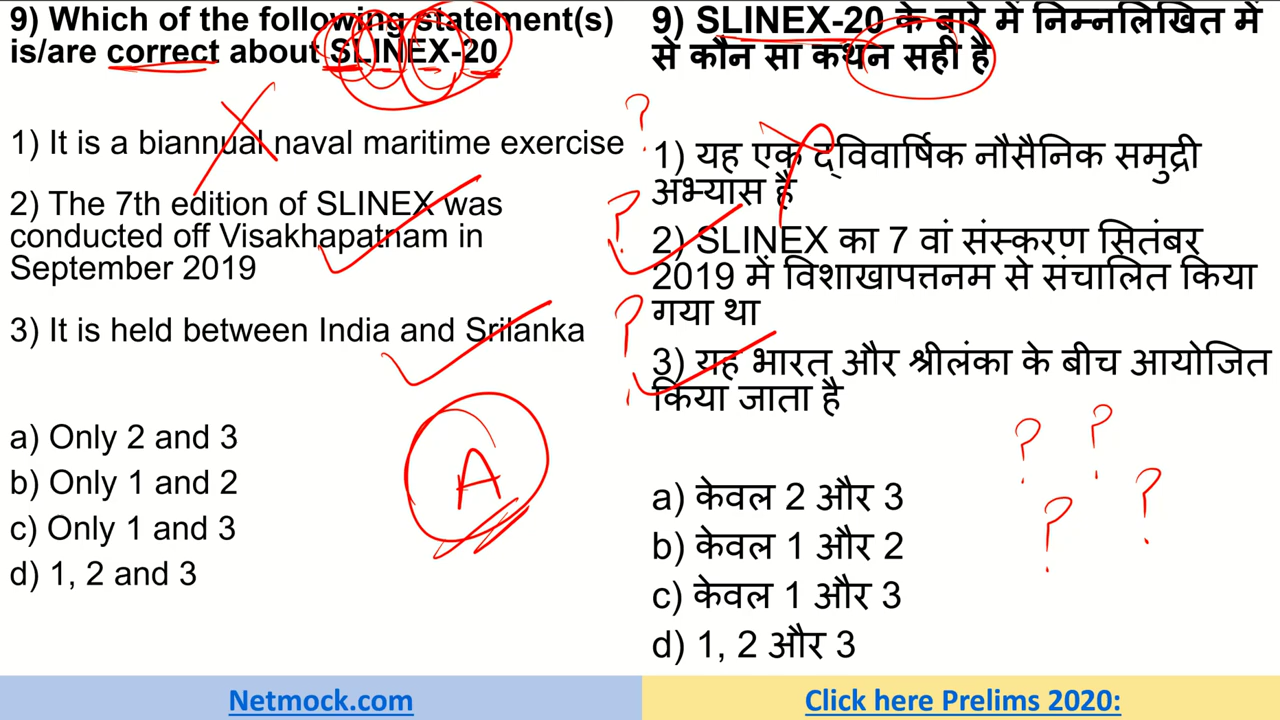 9) Which of the following statement(s)
is/are correct about SLINEX-20
1) It is a biannual naval maritime exercise
2) The 7th edition of SLINEX was
conducted off Visakhapatnam in
September 2019
3) It is held between India and Srilanka
a) Only 2 and 3
b) Only 1 and 2
c) Only 1 and 3
d) 1, 2 and 3
A
9) SLINEX-20 के बारे में निम्नलिखित में
से कौन सा कथन सही है
1) यह एक द्विवार्षिक नौसैनिक समुद्री
अभ्यास है
2) SLINEX का 7 वां संस्करण सितंबर
2019 में विशाखापत्तनम से संचालित किया
गया था
3) यह भारत और श्रीलंका के बीच आयोजित
किया जाता है
a) केवल 2 और 3
b) केवल 1 और 2
c) केवल 1 और 3
d) 1, 2 और 3
? ? ?
? ? ? ?
Netmock.com
Click here Prelims 2020: